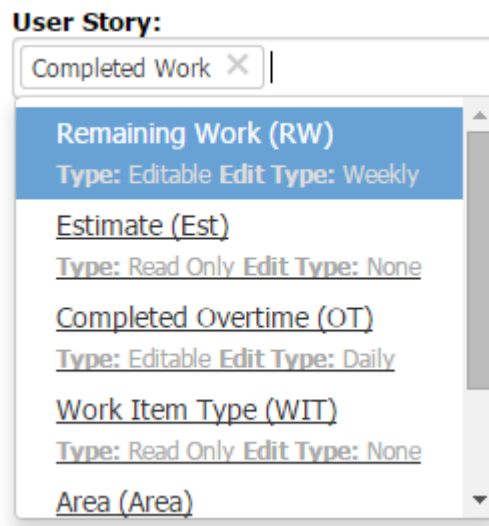 User Story:
Completed Work
Remaining Work (RW)
Type: Editable Edit Type: Weekly
Estimate (Est)
Type: Read Only Edit Type: None
Completed Overtime (OT)
Type: Editable Edit Type: Daily
Work Item Type (WIT)
Type: Read Only Edit Type: None
Area (Area)